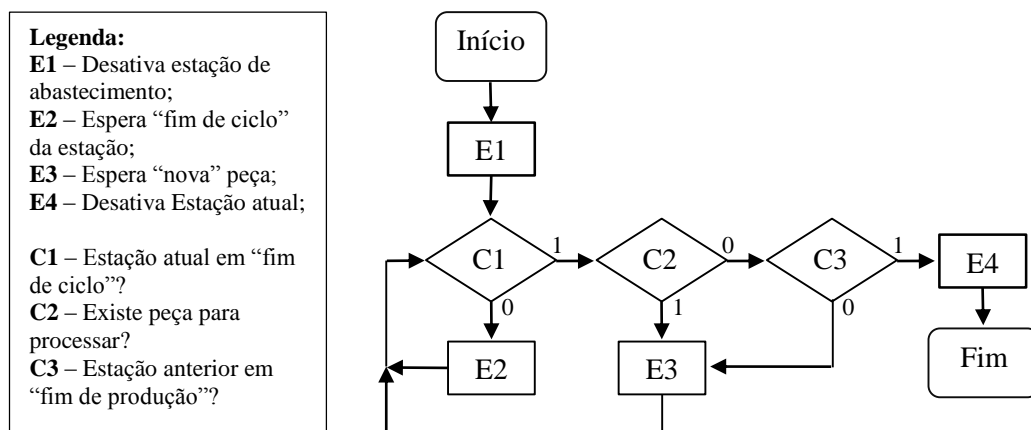 Legenda:
E1 – Desativa estação de
abastecimento;
E2 – Espera “fim de ciclo”
da estação;
E3 – Espera “nova” peça;
E4 – Desativa Estação atual;
C1 – Estação atual em “fim
de ciclo”?
C2 – Existe peça para
processar?
C3 – Estação anterior em
“fim de produção”?
Início
E1
C1
1
0
C2
0
1
C3
1
0
E4
E2
E3
Fim